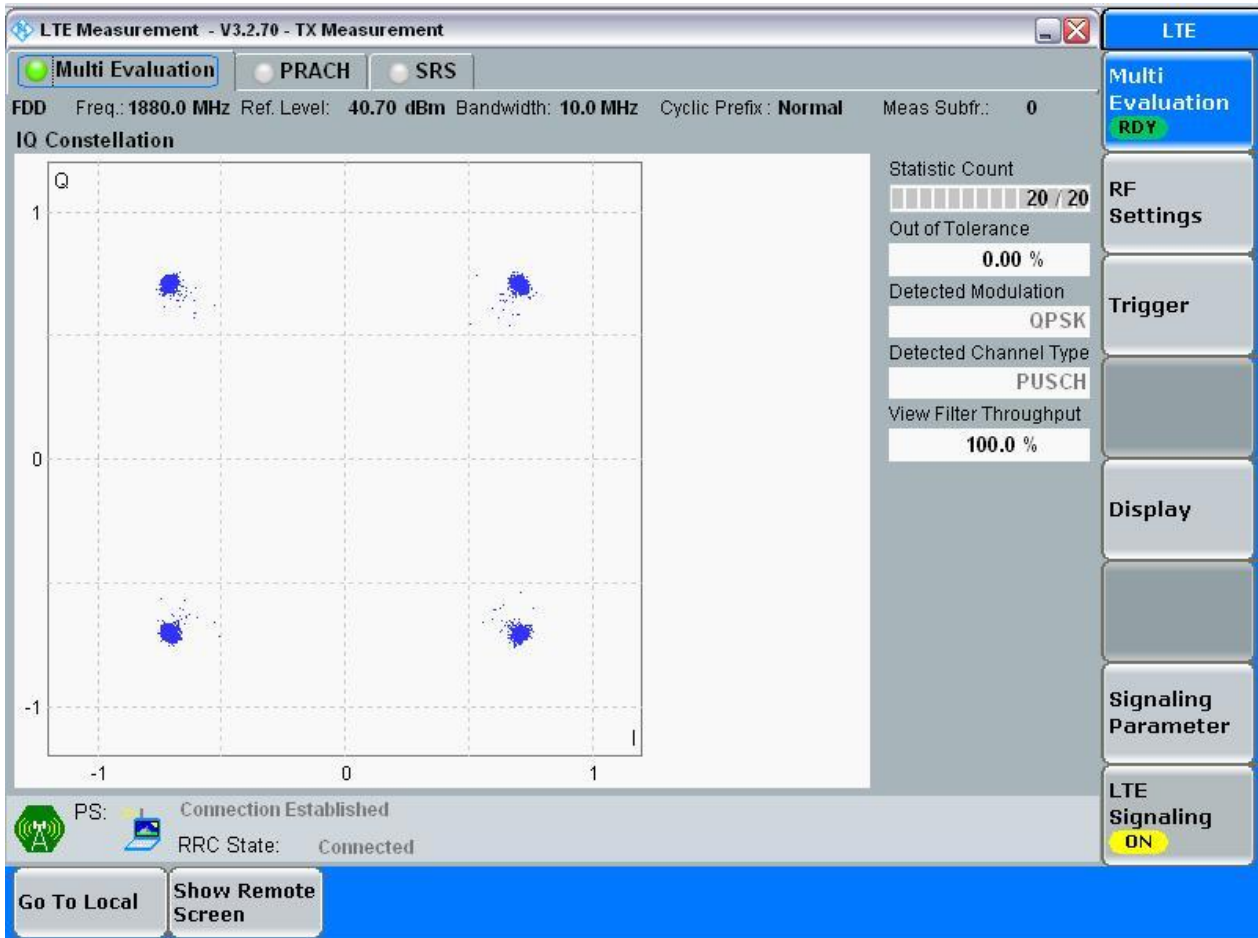 LTE Measurement - V3.2.70 - TX Measurement
LTE
Multi Evaluation PRACH SRS
FDD Freq.: 1880.0 MHz Ref. Level: 40.70 dBm Bandwidth: 10.0 MHz Cyclic Prefix : Normal Meas Subfr.: 0
IQ Constellation
Q
1
0
-1
I
-1 0 1
Statistic Count
20 / 20
Out of Tolerance
0.00 %
Detected Modulation
QPSK
Detected Channel Type
PUSCH
View Filter Throughput
100.0 %
Multi
Evaluation
RDY
RF
Settings
Trigger
Display
Signaling
Parameter
LTE
Signaling
ON
PS: Connection Established
RRC State: Connected
Go To Local
Show Remote
Screen